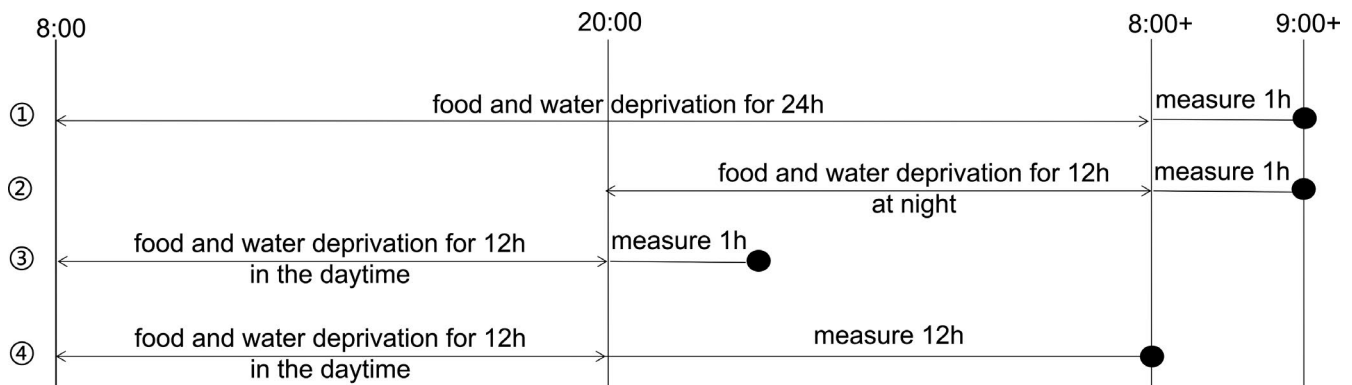 8:00 20:00 8:00+ 9:00+
① food and water deprivation for 24h measure 1h
② food and water deprivation for 12h measure 1h
at night
③ food and water deprivation for 12h measure 1h
in the daytime
④ food and water deprivation for 12h measure 12h
in the daytime